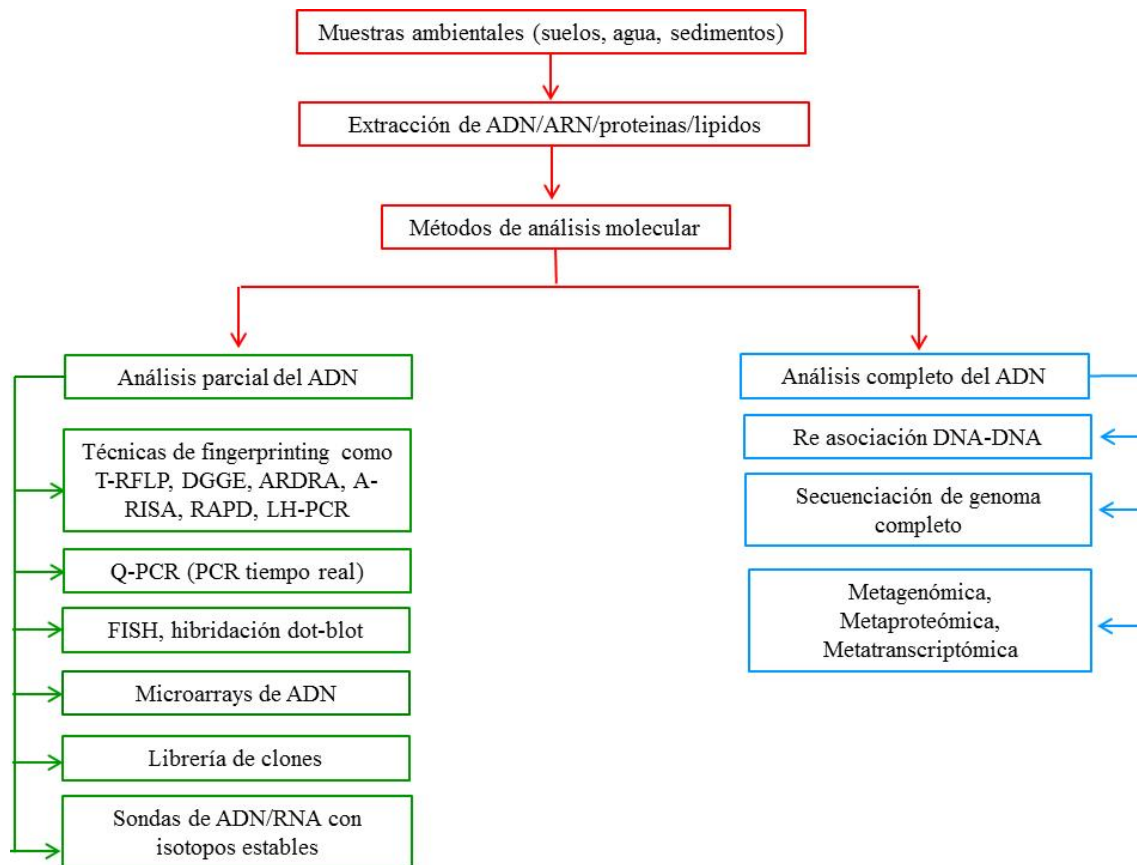 Muestras ambientales (suelos, agua, sedimentos)
Extracción de ADN/ARN/proteinas/lipidos
Métodos de análisis molecular
Análisis parcial del ADN
Técnicas de fingerprinting como
T-RFLP, DGGE, ARDRA, A-
RISA, RAPD, LH-PCR
Q-PCR (PCR tiempo real)
FISH, hibridación dot-blot
Microarrays de ADN
Librería de clones
Sondas de ADN/RNA con
isotopos estables
Análisis completo del ADN
Re asociación DNA-DNA
Secuenciación de genoma
completo
Metagenómica,
Metaproteómica,
Metatranscriptómica